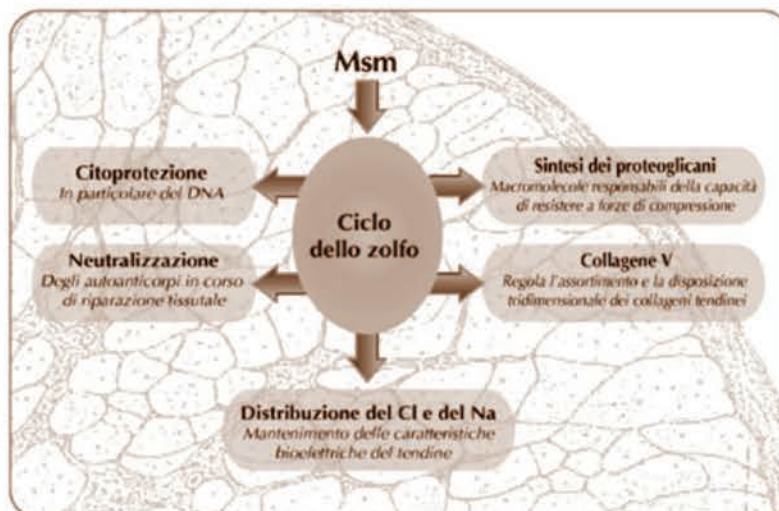 Msm
Citoprotezione
In particolare del DNA
Sintesi dei proteoglicani
Macromolecole responsabili della capacità
di resistere a forze di compressione
Ciclo
dello zolfo
Neutralizzazione
Degli autoanticorpi in corso
di riparazione tissutale
Collagene V
Regola l'assortimento e la disposizione
tridimensionale dei collageni tendinei
Distribuzione del Cl e del Na
Mantenimento delle caratteristiche
bioelettriche del tendine